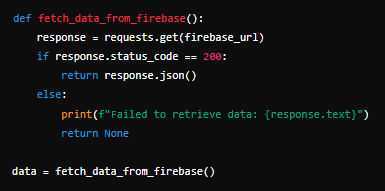 def fetch_data_from_firebase():
    response = requests.get(firebase_url)
    if response.status_code == 200:
        return response.json()
    else:
        print(f"Failed to retrieve data: {response.text}")
        return None

data = fetch_data_from_firebase()